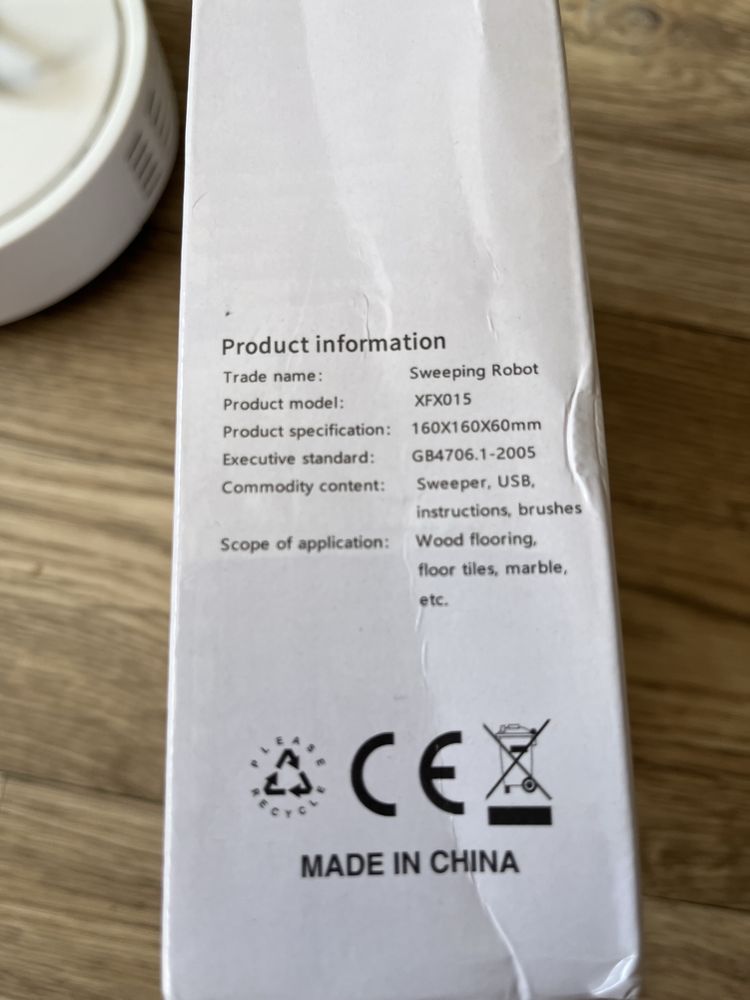 Product information
Trade name: Sweeping Robot
Product model: XFX015
Product specification: 160X160X60mm
Executive standard: GB4706.1-2005
Commodity content: Sweeper, USB,
instructions, brushes
Scope of application: Wood flooring,
floor tiles, marble,
etc.
PLEASE
RECYCLE
CE
MADE IN CHINA